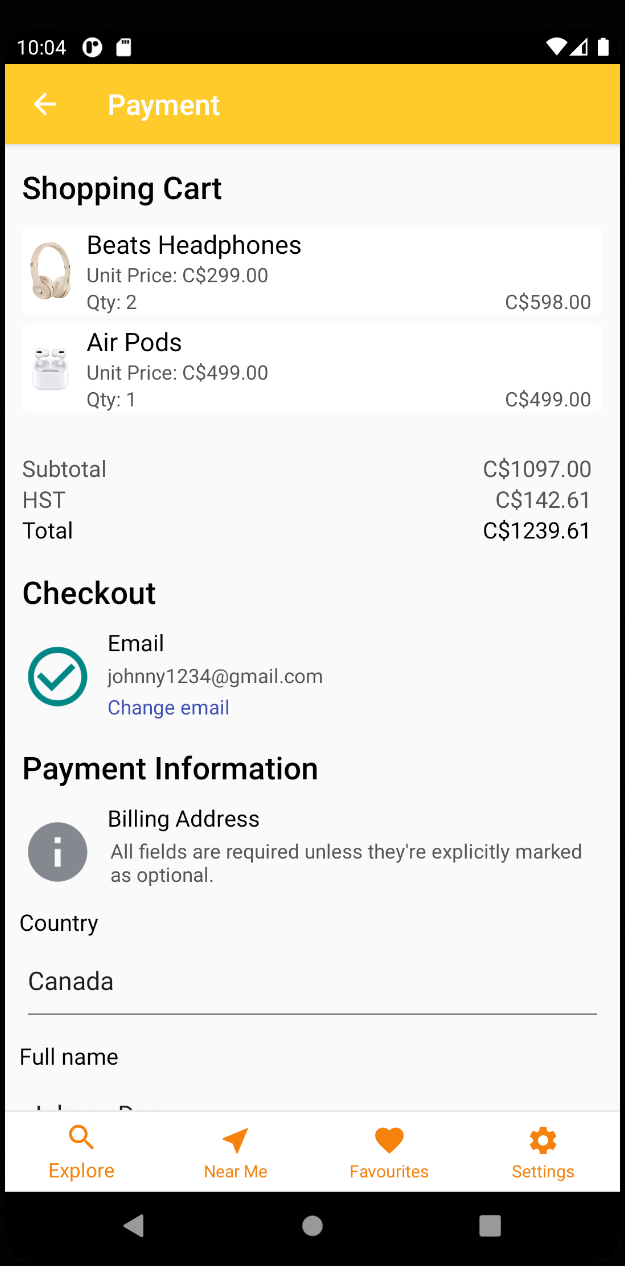 10:04
Payment
Shopping Cart
Beats Headphones
Unit Price: C$299.00
Qty: 2 C$598.00
Air Pods
Unit Price: C$499.00
Qty: 1 C$499.00
Subtotal C$1097.00
HST C$142.61
Total C$1239.61
Checkout
Email
johnny1234@gmail.com
Change email
Payment Information
Billing Address
All fields are required unless they're explicitly marked
as optional.
Country
Canada
Full name
Explore Near Me Favourites Settings